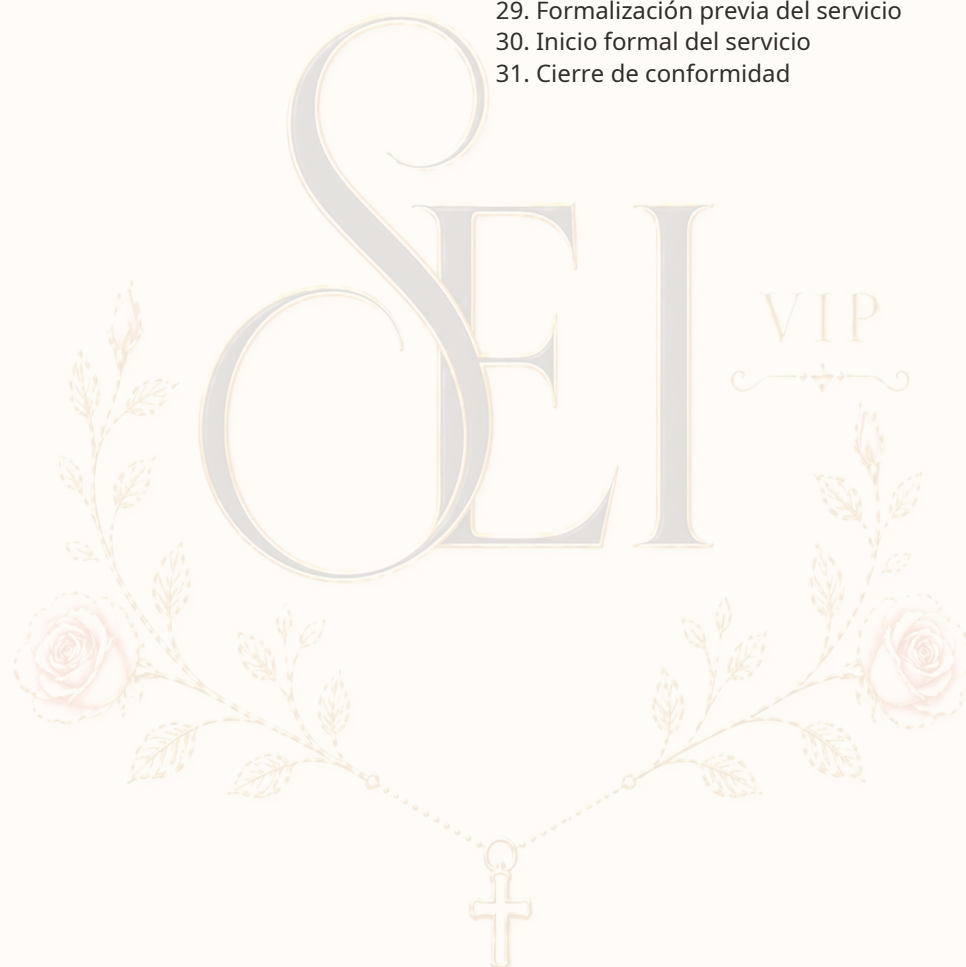 29. Formalización previa del servicio
30. Inicio formal del servicio
31. Cierre de conformidad
SEI
VIP